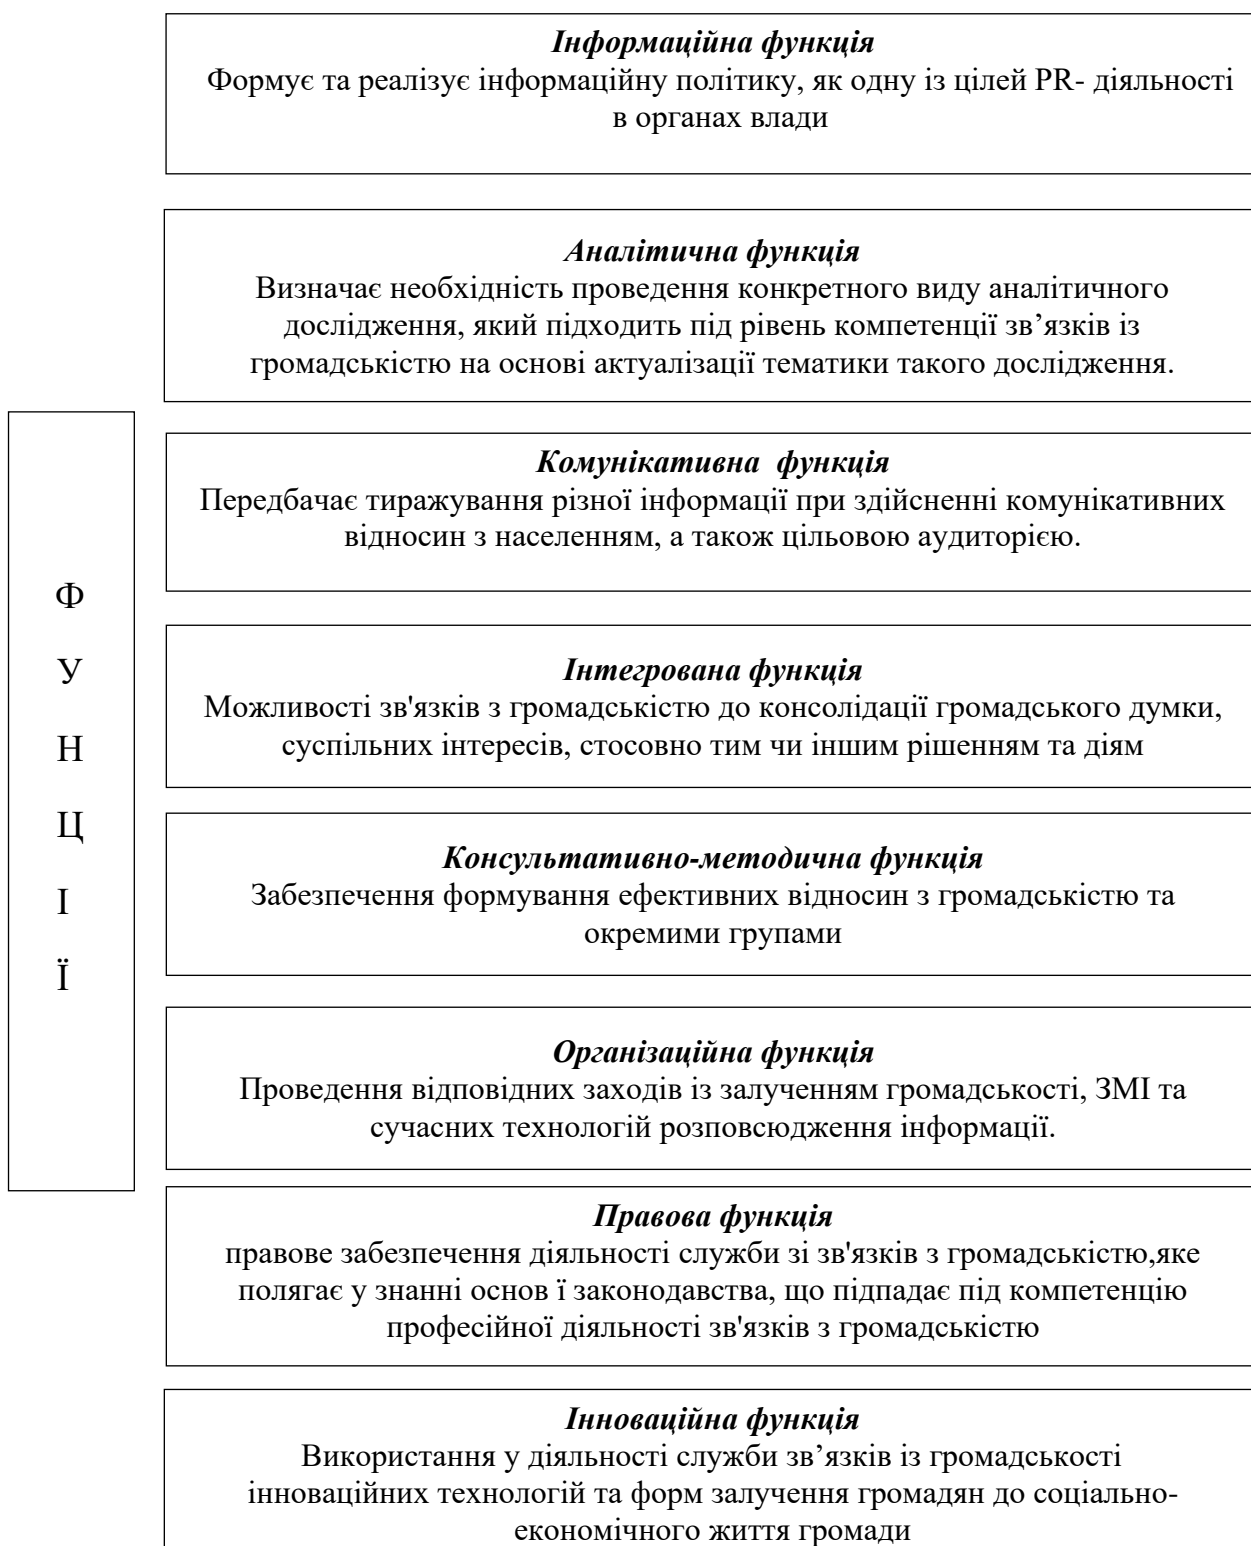 Інформаційна функція
Формує та реалізує інформаційну політику, як одну із цілей PR- діяльності
в органах влади
Аналітична функція
Визначає необхідність проведення конкретного виду аналітичного
дослідження, який підходить під рівень компетенції зв’язків із
громадськістю на основі актуалізації тематики такого дослідження.
Ф
У
Н
Ц
І
Ї
Комунікативна функція
Передбачає тиражування різної інформації при здійсненні комунікативних
відносин з населенням, а також цільовою аудиторією.
Інтегрована функція
Можливості зв'язків з громадськістю до консолідації громадського думки,
суспільних інтересів, стосовно тим чи іншим рішенням та діям
Консультативно-методична функція
Забезпечення формування ефективних відносин з громадськістю та
окремими групами
Організаційна функція
Проведення відповідних заходів із залученням громадськості, ЗМІ та
сучасних технологій розповсюдження інформації.
Правова функція
правове забезпечення діяльності служби зі зв'язків з громадськістю,яке
полягає у знанні основ ї законодавства, що підпадає під компетенцію
професійної діяльності зв'язків з громадськістю
Інноваційна функція
Використання у діяльності служби зв’язків із громадськості
інноваційних технологій та форм залучення громадян до соціально-
економічного життя громади